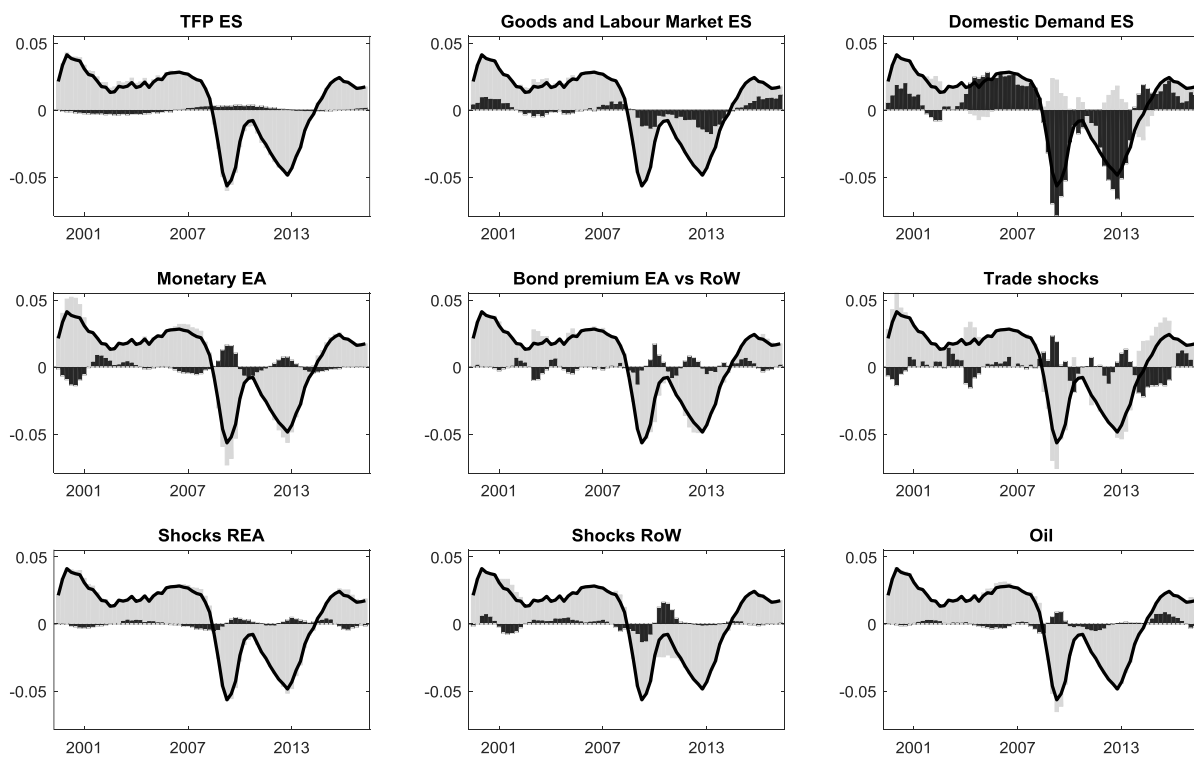 TFP ES
0.05
0
-0.05
2001 2007 2013
Goods and Labour Market ES
0.05
0
-0.05
2001 2007 2013
Domestic Demand ES
0.05
0
-0.05
2001 2007 2013
Monetary EA
0.05
0
-0.05
2001 2007 2013
Bond premium EA vs RoW
0.05
0
-0.05
2001 2007 2013
Trade shocks
0.05
0
-0.05
2001 2007 2013
Shocks REA
0.05
0
-0.05
2001 2007 2013
Shocks RoW
0.05
0
-0.05
2001 2007 2013
Oil
0.05
0
-0.05
2001 2007 2013